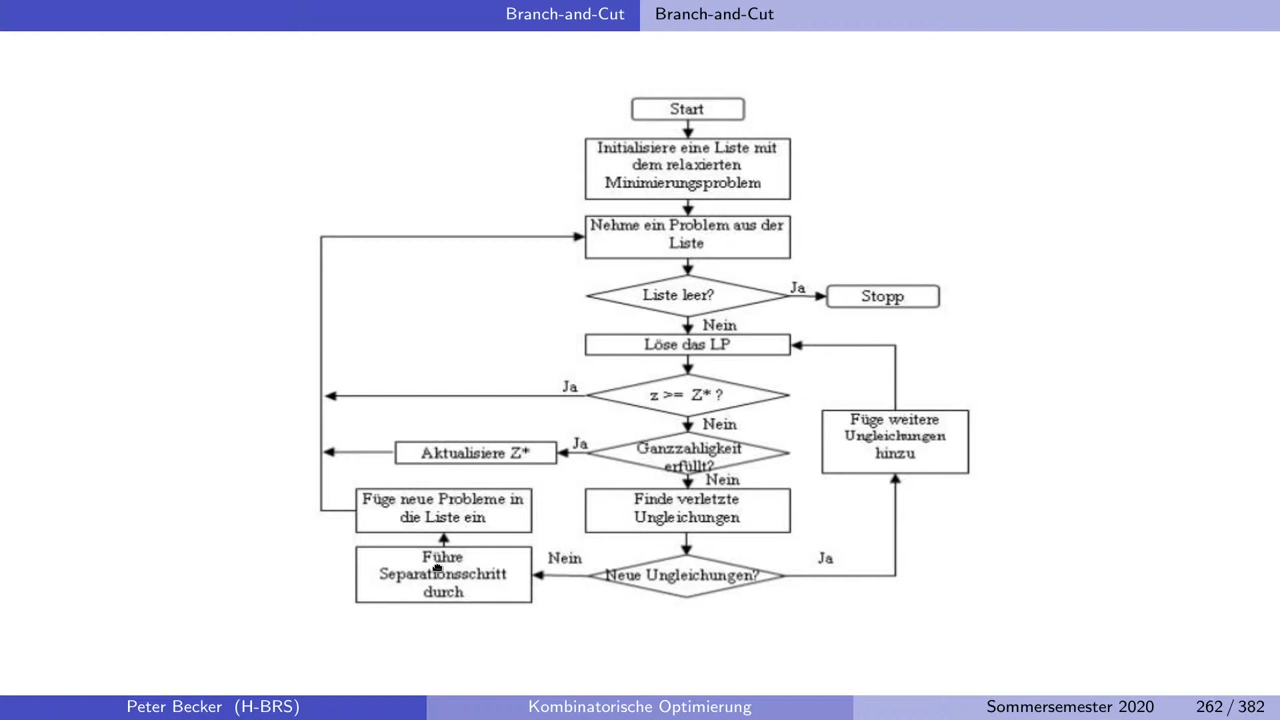 Branch-and-Cut
Branch-and-Cut
Start
Initialisiere eine Liste mit
dem relaxierten
Minimierungsproblem
Nehme ein Problem aus der
Liste
Liste leer?
Ja
Stopp
Nein
Löse das LP
z >= Z* ?
Ja
Nein
Ganzzahligkeit
erfüllt?
Ja
Aktualisiere Z*
Nein
Finde verletzte
Ungleichungen
Neue Ungleichungen?
Ja
Füge weitere
Ungleichungen
hinzu
Nein
Führe
Separationsschritt
durch
Füge neue Probleme in
die Liste ein
Peter Becker (H-BRS)
Kombinatorische Optimierung
Sommersemester 2020
262 / 382